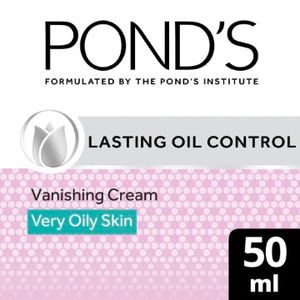 POND'S
FORMULATED BY THE POND'S INSTITUTE
LASTING OIL CONTROL
Vanishing Cream
Very Oily Skin
50
ml